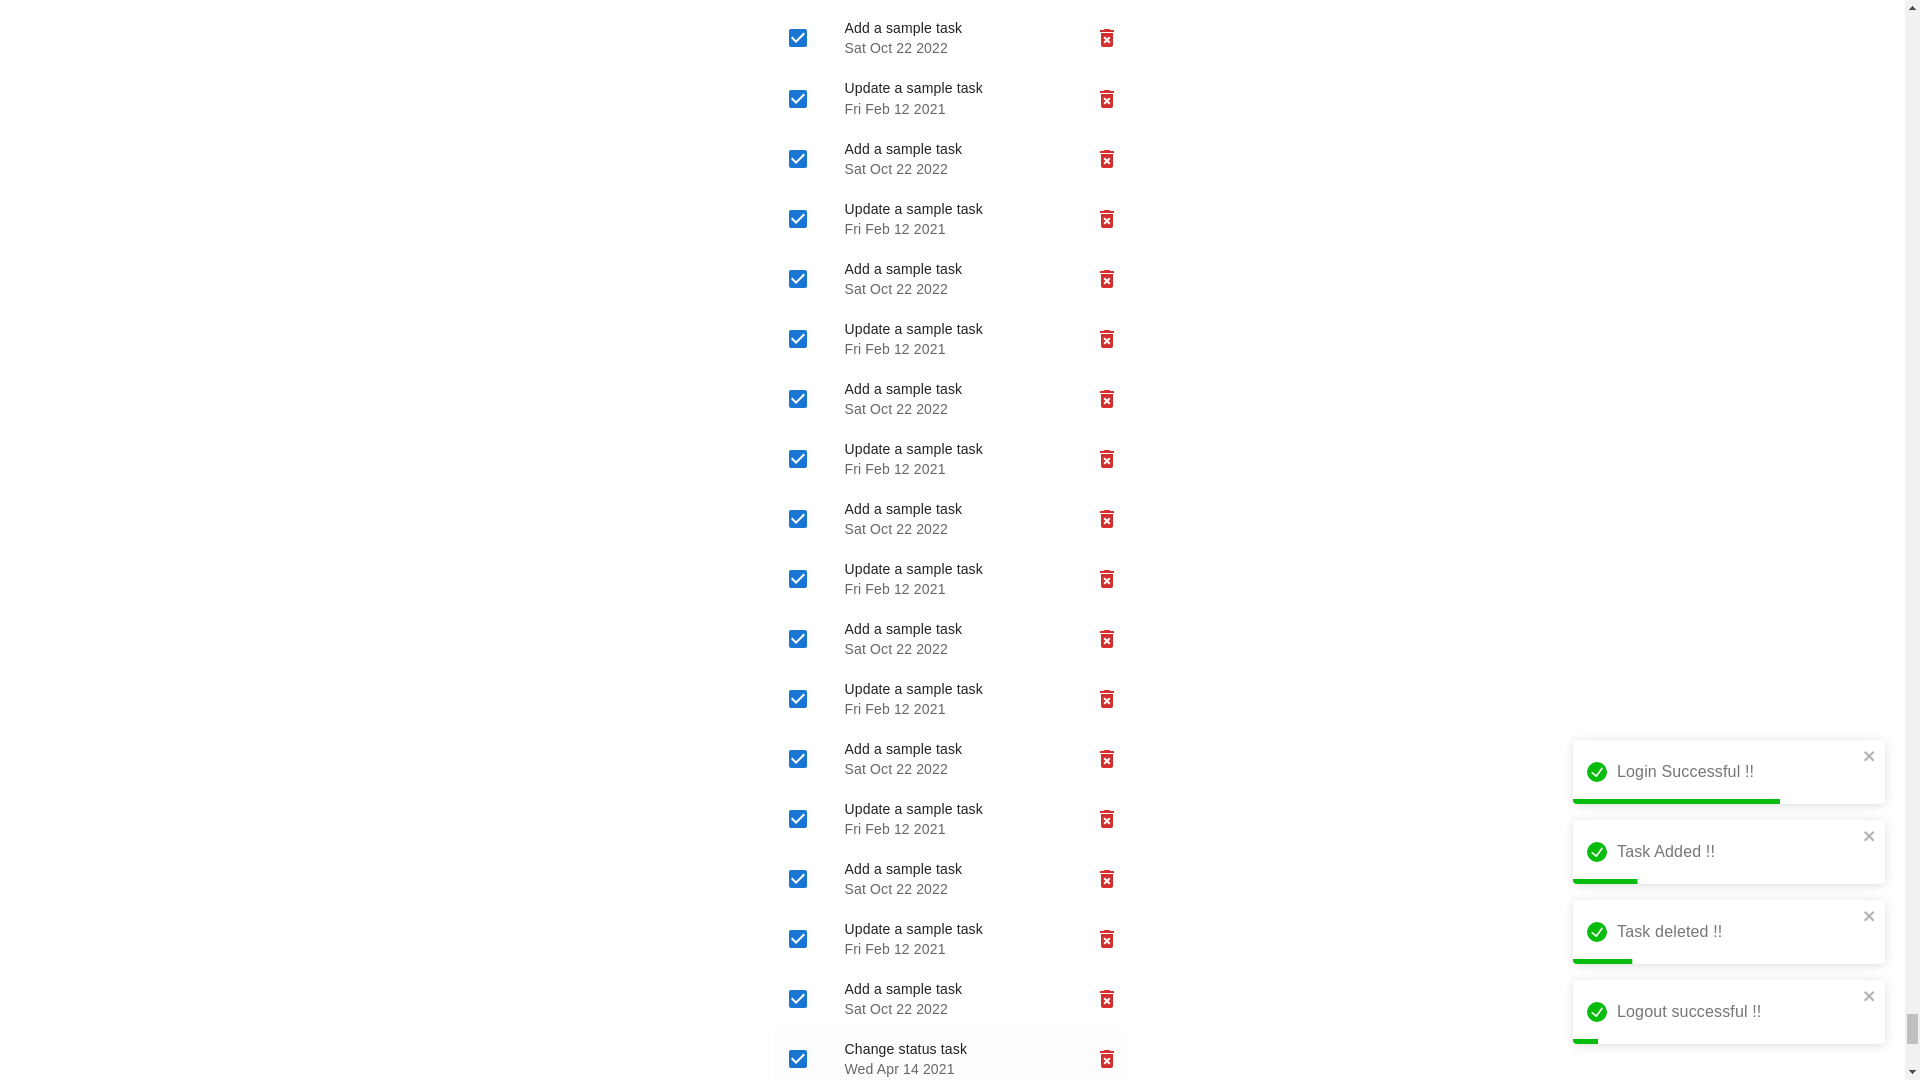 Add a sample task
Sat Oct 22 2022
Update a sample task
Fri Feb 12 2021
Add a sample task
Sat Oct 22 2022
Update a sample task
Fri Feb 12 2021
Add a sample task
Sat Oct 22 2022
Update a sample task
Fri Feb 12 2021
Add a sample task
Sat Oct 22 2022
Update a sample task
Fri Feb 12 2021
Add a sample task
Sat Oct 22 2022
Update a sample task
Fri Feb 12 2021
Add a sample task
Sat Oct 22 2022
Update a sample task
Fri Feb 12 2021
Add a sample task
Sat Oct 22 2022
Update a sample task
Fri Feb 12 2021
Add a sample task
Sat Oct 22 2022
Update a sample task
Fri Feb 12 2021
Add a sample task
Sat Oct 22 2022
Change status task
Wed Apr 14 2021
Login Successful !!
Task Added !!
Task deleted !!
Logout successful !!